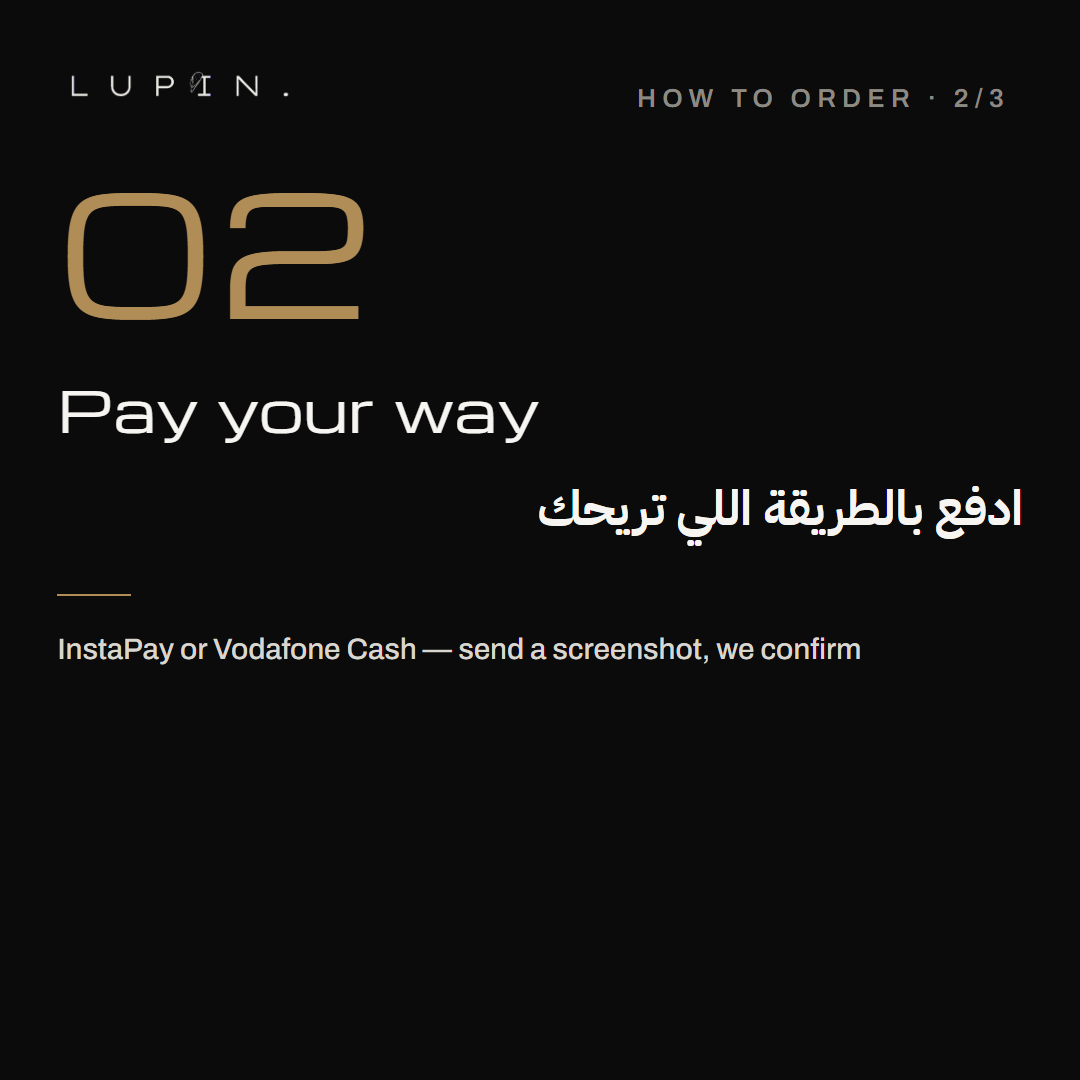 LUPIN.
HOW TO ORDER · 2/3
02
Pay your way
ادفع بالطريقة اللي تريحك
InstaPay or Vodafone Cash — send a screenshot, we confirm